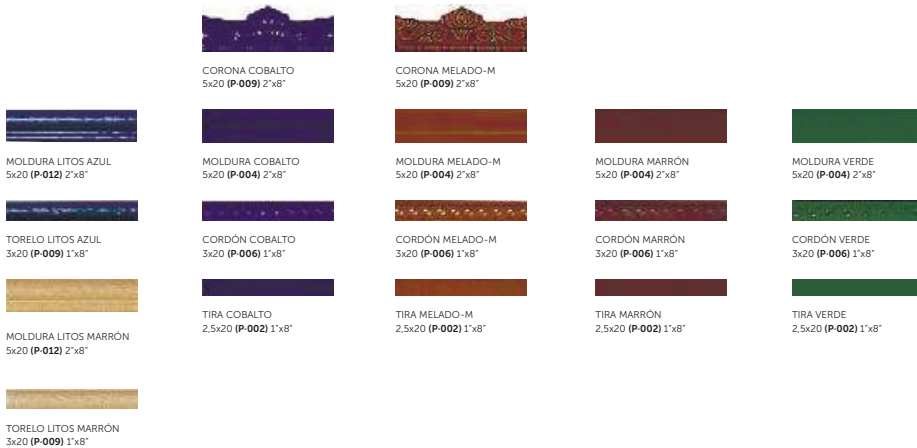 CORONA COBALTO
5x20 (P·009) 2"x8"
CORONA MELADO-M
5x20 (P·009) 2"x8"
MOLDURA LITOS AZUL
5x20 (P·012) 2"x8"
MOLDURA COBALTO
5x20 (P·004) 2"x8"
MOLDURA MELADO-M
5x20 (P·004) 2"x8"
MOLDURA MARRÓN
5x20 (P·004) 2"x8"
MOLDURA VERDE
5x20 (P·004) 2"x8"
TORELO LITOS AZUL
3x20 (P·009) 1"x8"
CORDÓN COBALTO
3x20 (P·006) 1"x8"
CORDÓN MELADO-M
3x20 (P·006) 1"x8"
CORDÓN MARRÓN
3x20 (P·006) 1"x8"
CORDÓN VERDE
3x20 (P·006) 1"x8"
MOLDURA LITOS MARRÓN
5x20 (P·012) 2"x8"
TIRA COBALTO
2,5x20 (P·002) 1"x8"
TIRA MELADO-M
2,5x20 (P·002) 1"x8"
TIRA MARRÓN
2,5x20 (P·002) 1"x8"
TIRA VERDE
2,5x20 (P·002) 1"x8"
TORELO LITOS MARRÓN
3x20 (P·009) 1"x8"